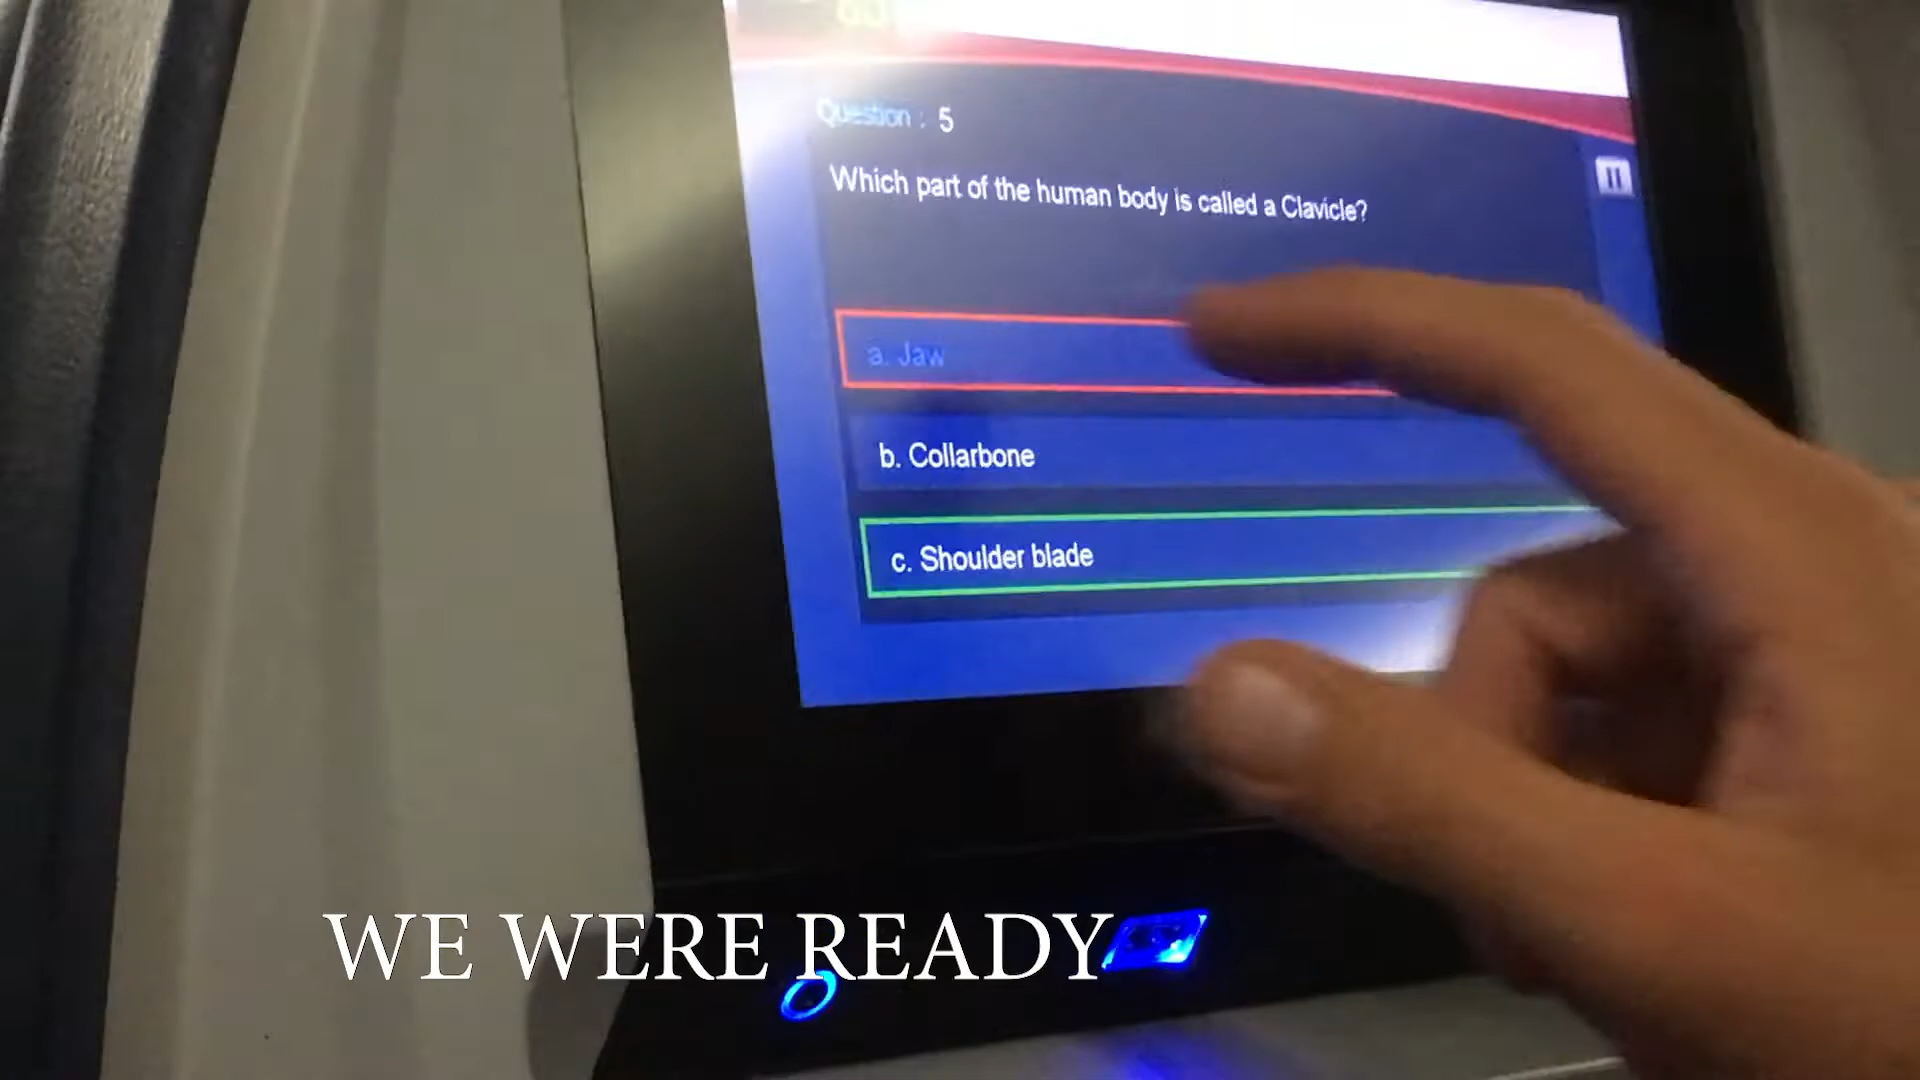 Question : 5
Which part of the human body is called a Clavicle?
a. Jaw
b. Collarbone
c. Shoulder blade
WE WERE READY